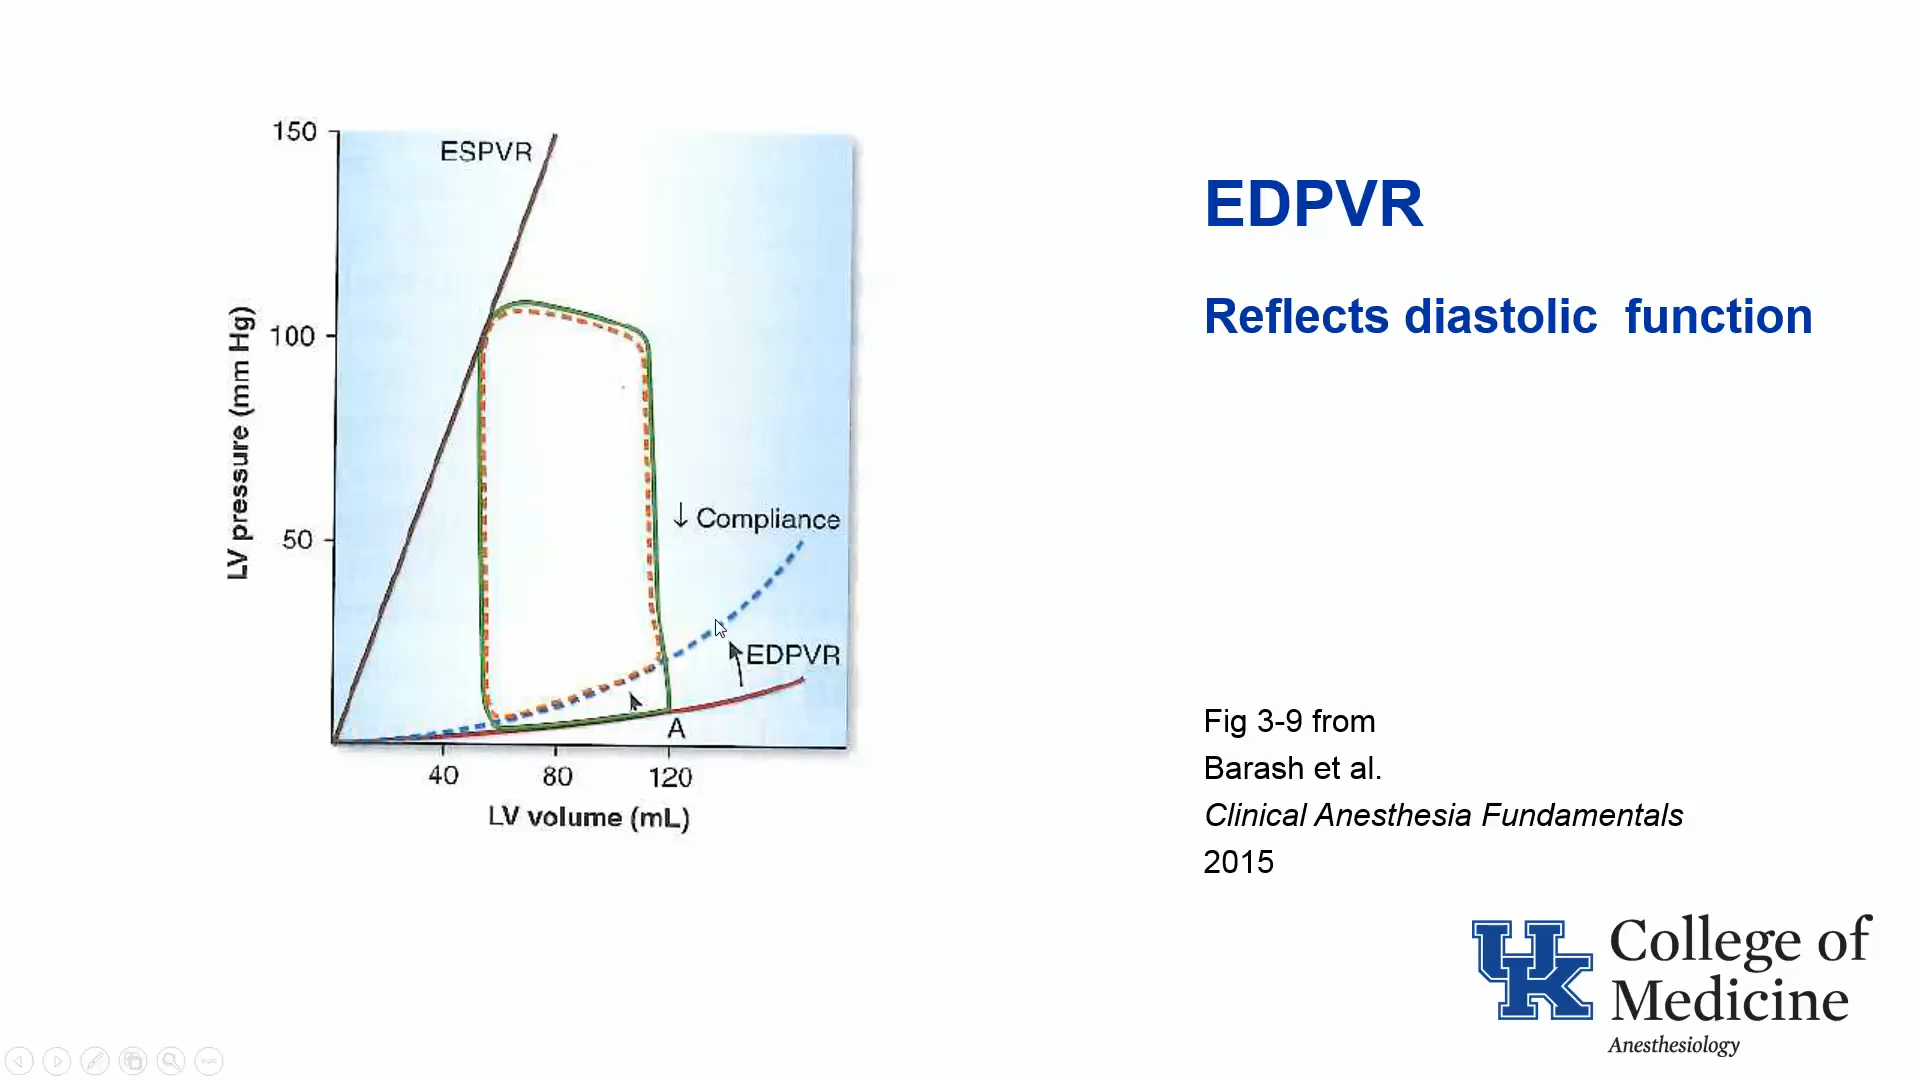 150
ESPVR
100
50
LV pressure (mm Hg)
↓ Compliance
EDPVR
A
40 80 120
LV volume (mL)
EDPVR
Reflects diastolic function
Fig 3-9 from
Barash et al.
Clinical Anesthesia Fundamentals
2015
UK
College of
Medicine
Anesthesiology